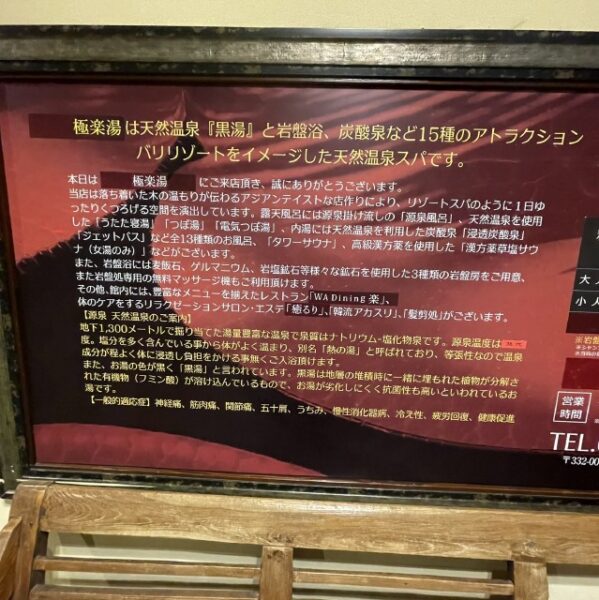 極楽湯 は天然温泉『黒湯』と岩盤浴、炭酸泉など15種のアトラクション
バリリゾートをイメージした天然温泉スパです。
本日は 極楽湯 にご来店頂き、誠にありがとうございます。
当店は落ち着いた木の温もりが伝わるアジアンテイストな店作りにより、リゾートスパのように1日ゆ
ったりくつろげる空間を演出しています。露天風呂には源泉掛け流しの「源泉風呂」、天然温泉を使用
した「うたた寝湯」「つぼ湯」「電気つぼ湯」、内湯には天然温泉を利用した炭酸泉「浸透炭酸泉」
「ジェットバス」など全13種類のお風呂、「タワーサウナ」、高級漢方薬を使用した「漢方薬草塩サウ
ナ（女湯のみ）」などがございます。
また、岩盤浴には麦飯石、ゲルマニウム、岩塩鉱石等様々な鉱石を使用した3種類の岩盤房をご用意、
また岩盤処専用の無料マッサージ機もご利用頂けます。
その他、館内には、豊富なメニューを揃えたレストラン「WA Dining 楽」、
体のケアをするリラクゼーションサロン・エステ「癒るり」、「韓流アカスリ」、「髪剪処」がございます。
【源泉 天然温泉のご案内】
地下1,300メートルで掘り当てた湯量豊富な温泉で泉質はナトリウム-塩化物泉です。源泉温度は
度。塩分を多く含んでいる事から体がよく温まり、別名「熱の湯」と呼ばれており、等張性なので温泉
成分が程よく体に浸透し負担をかける事無くご入浴頂けます。
また、お湯の色が黒く「黒湯」と言われています。黒湯は地層の堆積時に一緒に埋もれた植物が分解さ
れた有機物（フミン酸）が溶け込んでいるもので、お湯が劣化しにくく抗菌性も高いといわれているお
湯です。
【一般的適応症】神経痛、筋肉痛、関節痛、五十肩、うちみ、慢性消化器病、冷え性、疲労回復、健康増進
大人
小人
※岩盤
営業
時間
TEL.
〒332-00